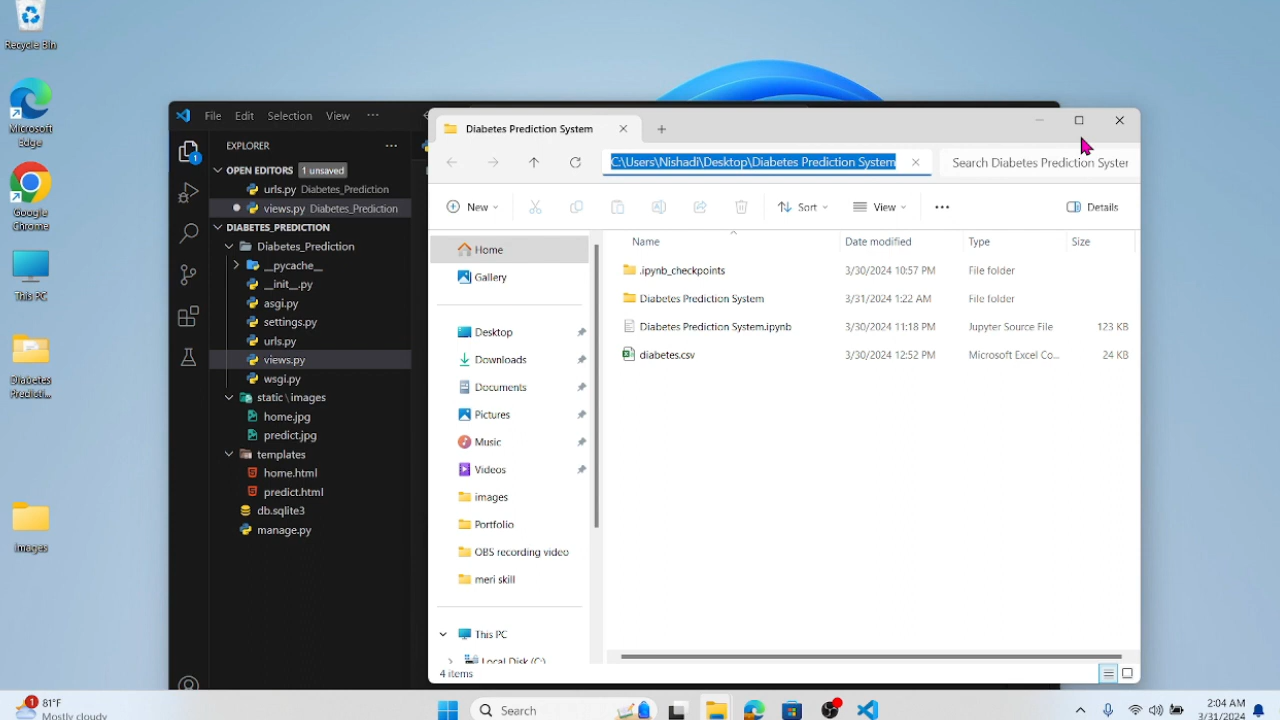 Recycle Bin
Microsoft
Edge
Google
Chrome
This PC
Diabetes
Predicti...
Images
File Edit Selection View ...
EXPLORER
OPEN EDITORS 1 unsaved
urls.py Diabetes_Prediction
views.py Diabetes_Prediction
DIABETES_PREDICTION
Diabetes_Prediction
__pycache__
__init__.py
asgi.py
settings.py
urls.py
views.py
wsgi.py
static \ images
home.jpg
predict.jpg
templates
home.html
predict.html
db.sqlite3
manage.py
1
Diabetes Prediction System
C:\Users\Nishadi\Desktop\Diabetes Prediction System
Search Diabetes Prediction Syster
New Sort View ... Details
Home
Gallery
Desktop
Downloads
Documents
Pictures
Music
Videos
images
Portfolio
OBS recording video
meri skill
This PC
Local Disk (C:)
Name Date modified Type Size
.ipynb_checkpoints 3/30/2024 10:57 PM File folder
Diabetes Prediction System 3/31/2024 1:22 AM File folder
Diabetes Prediction System.ipynb 3/30/2024 11:18 PM Jupyter Source File 123 KB
diabetes.csv 3/30/2024 12:52 PM Microsoft Excel Co... 24 KB
4 items
1
81°F
Mostly cloudy
Search
2:04 AM
3/31/2024